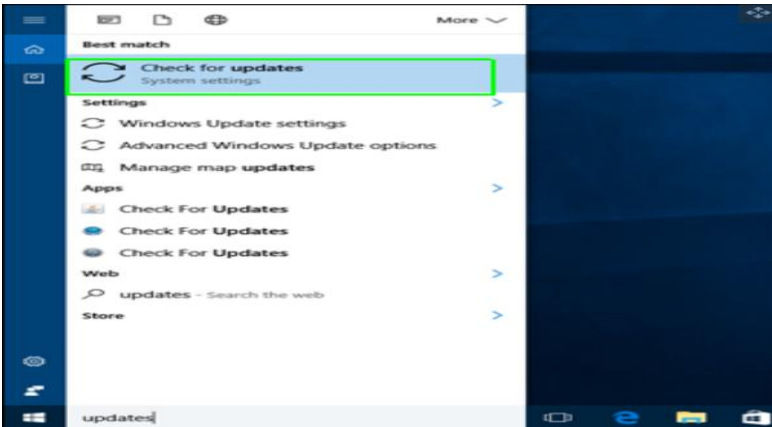 More
Best match
Check for updates
System settings
Settings
Windows Update settings
Advanced Windows Update options
Manage map updates
Apps
Check For Updates
Check For Updates
Check For Updates
Web
updates - Search the web
Store
updates